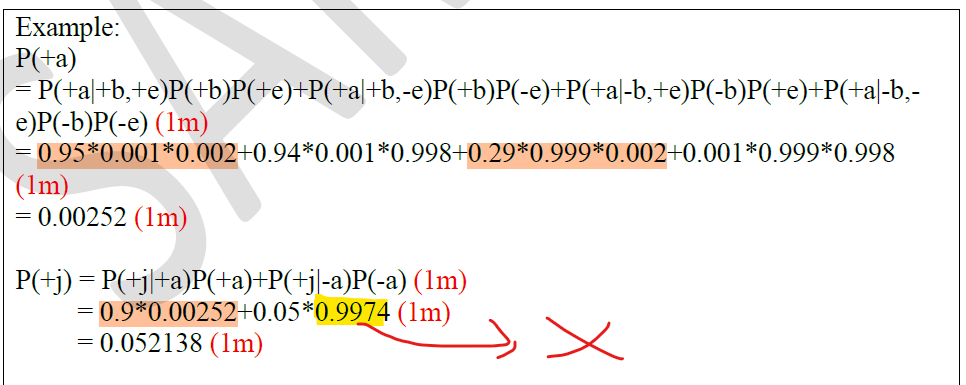 Example:
P(+a)
= P(+a|+b,+e)P(+b)P(+e)+P(+a|+b,-e)P(+b)P(-e)+P(+a|-b,+e)P(-b)P(+e)+P(+a|-b,-
e)P(-b)P(-e) (1m)
= 0.95*0.001*0.002+0.94*0.001*0.998+0.29*0.999*0.002+0.001*0.999*0.998
(1m)
= 0.00252 (1m)
P(+j) = P(+j|+a)P(+a)+P(+j|-a)P(-a) (1m)
= 0.9*0.00252+0.05*0.9974 (1m)
= 0.052138 (1m)